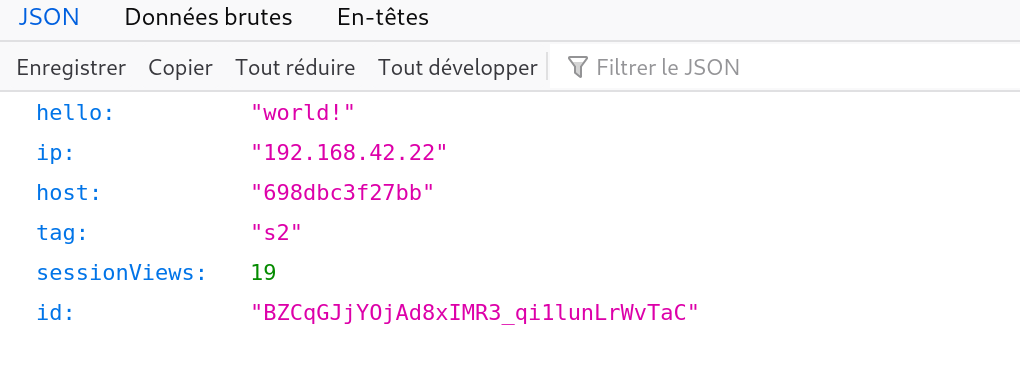 JSON Données brutes En-têtes
Enregistrer Copier Tout réduire Tout développer Filtrer le JSON
hello: "world!"
ip: "192.168.42.22"
host: "698dbc3f27bb"
tag: "s2"
sessionViews: 19
id: "BZCqGJjYOjAd8xIMR3_qi1lunLrWvTaC"